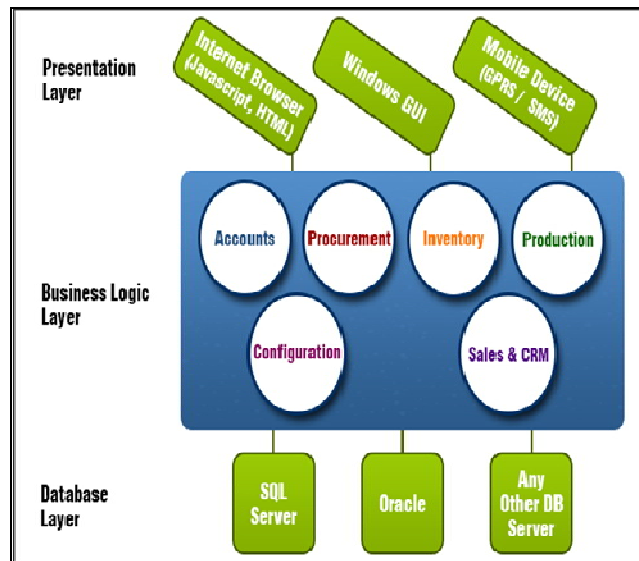 Presentation
Layer
Internet Browser
(Javascript, HTML)
Windows GUI
Mobile Device
(GPRS / SMS)
Business Logic
Layer
Accounts
Procurement
Inventory
Production
Configuration
Sales & CRM
Database
Layer
SQL
Server
Oracle
Any
Other DB
Server